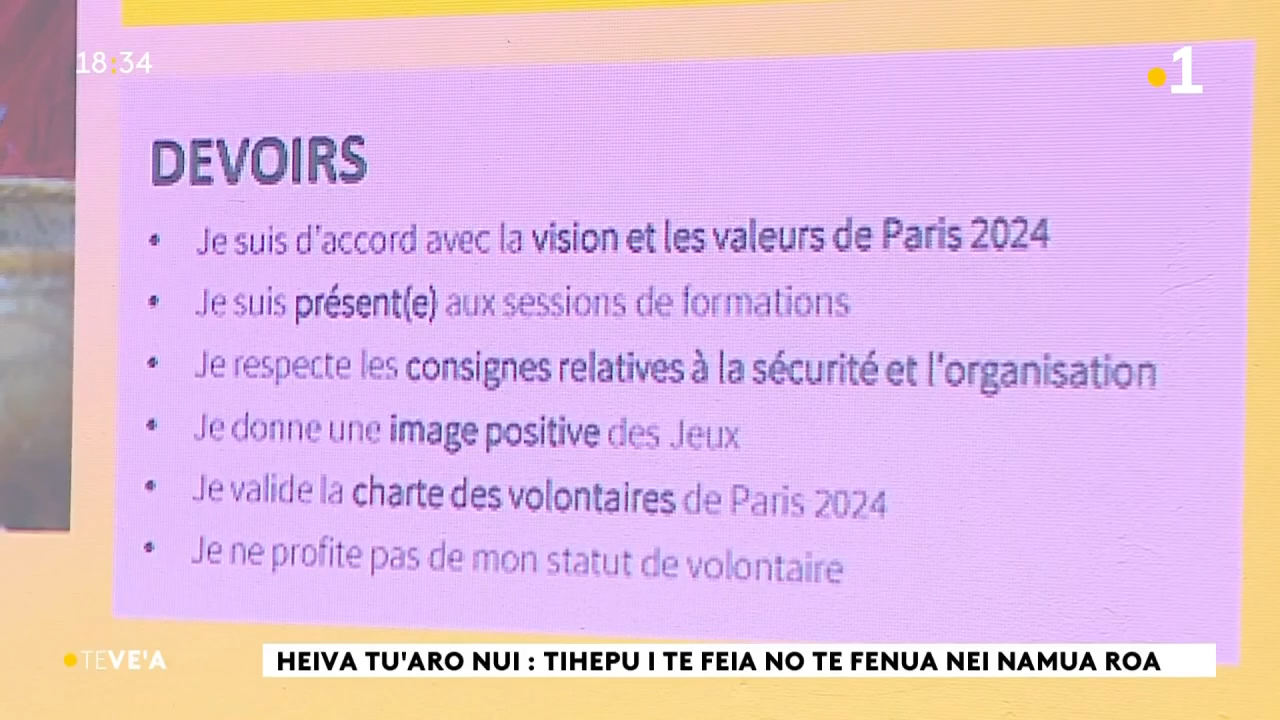 18:34
1
DEVOIRS
• Je suis d'accord avec la vision et les valeurs de Paris 2024
• Je suis présent(e) aux sessions de formations
• Je respecte les consignes relatives à la sécurité et l'organisation
• Je donne une image positive des Jeux
• Je valide la charte des volontaires de Paris 2024
• Je ne profite pas de mon statut de volontaire
TEVE'A
HEIVA TU'ARO NUI : TIHEPU I TE FEIA NO TE FENUA NEI NAMUA ROA